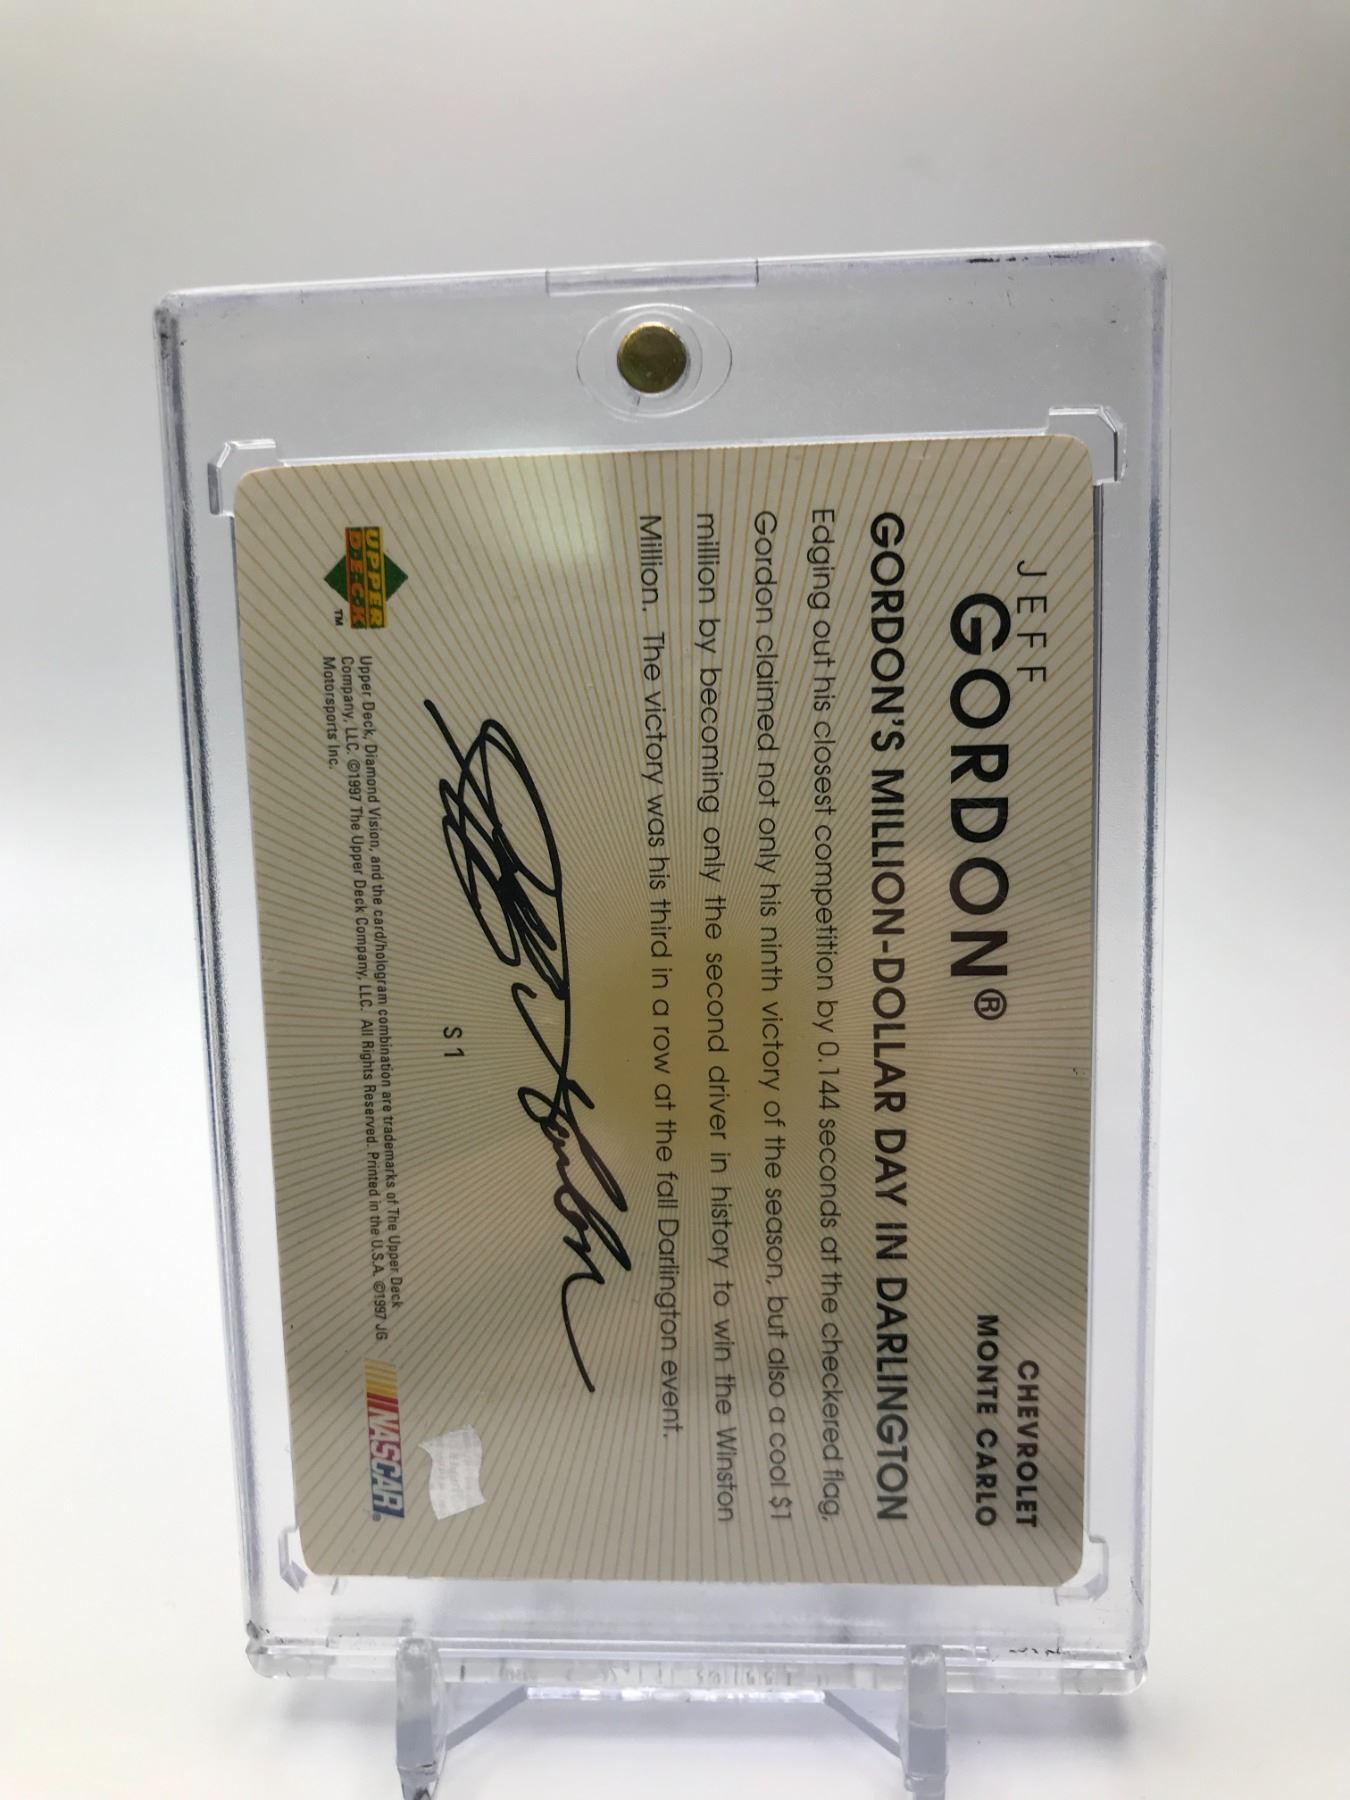 JEFF
GORDON®
CHEVROLET
MONTE CARLO
GORDON'S MILLION-DOLLAR DAY IN DARLINGTON
Edging out his closest competition by 0.144 seconds at the checkered flag,
Gordon claimed not only his ninth victory of the season, but also a cool $1
million by becoming only the second driver in history to win the Winston
Million. The victory was his third in a row at the fall Darlington event.
Jeff Gordon
S1
UPPER
D·E·C·K
TM
Upper Deck, Diamond Vision, and the card/hologram combination are trademarks of The Upper Deck
Company, LLC. ©1997 The Upper Deck Company, LLC. All Rights Reserved. Printed in the U.S.A. ©1997 JG
Motorsports Inc.
NASCAR®